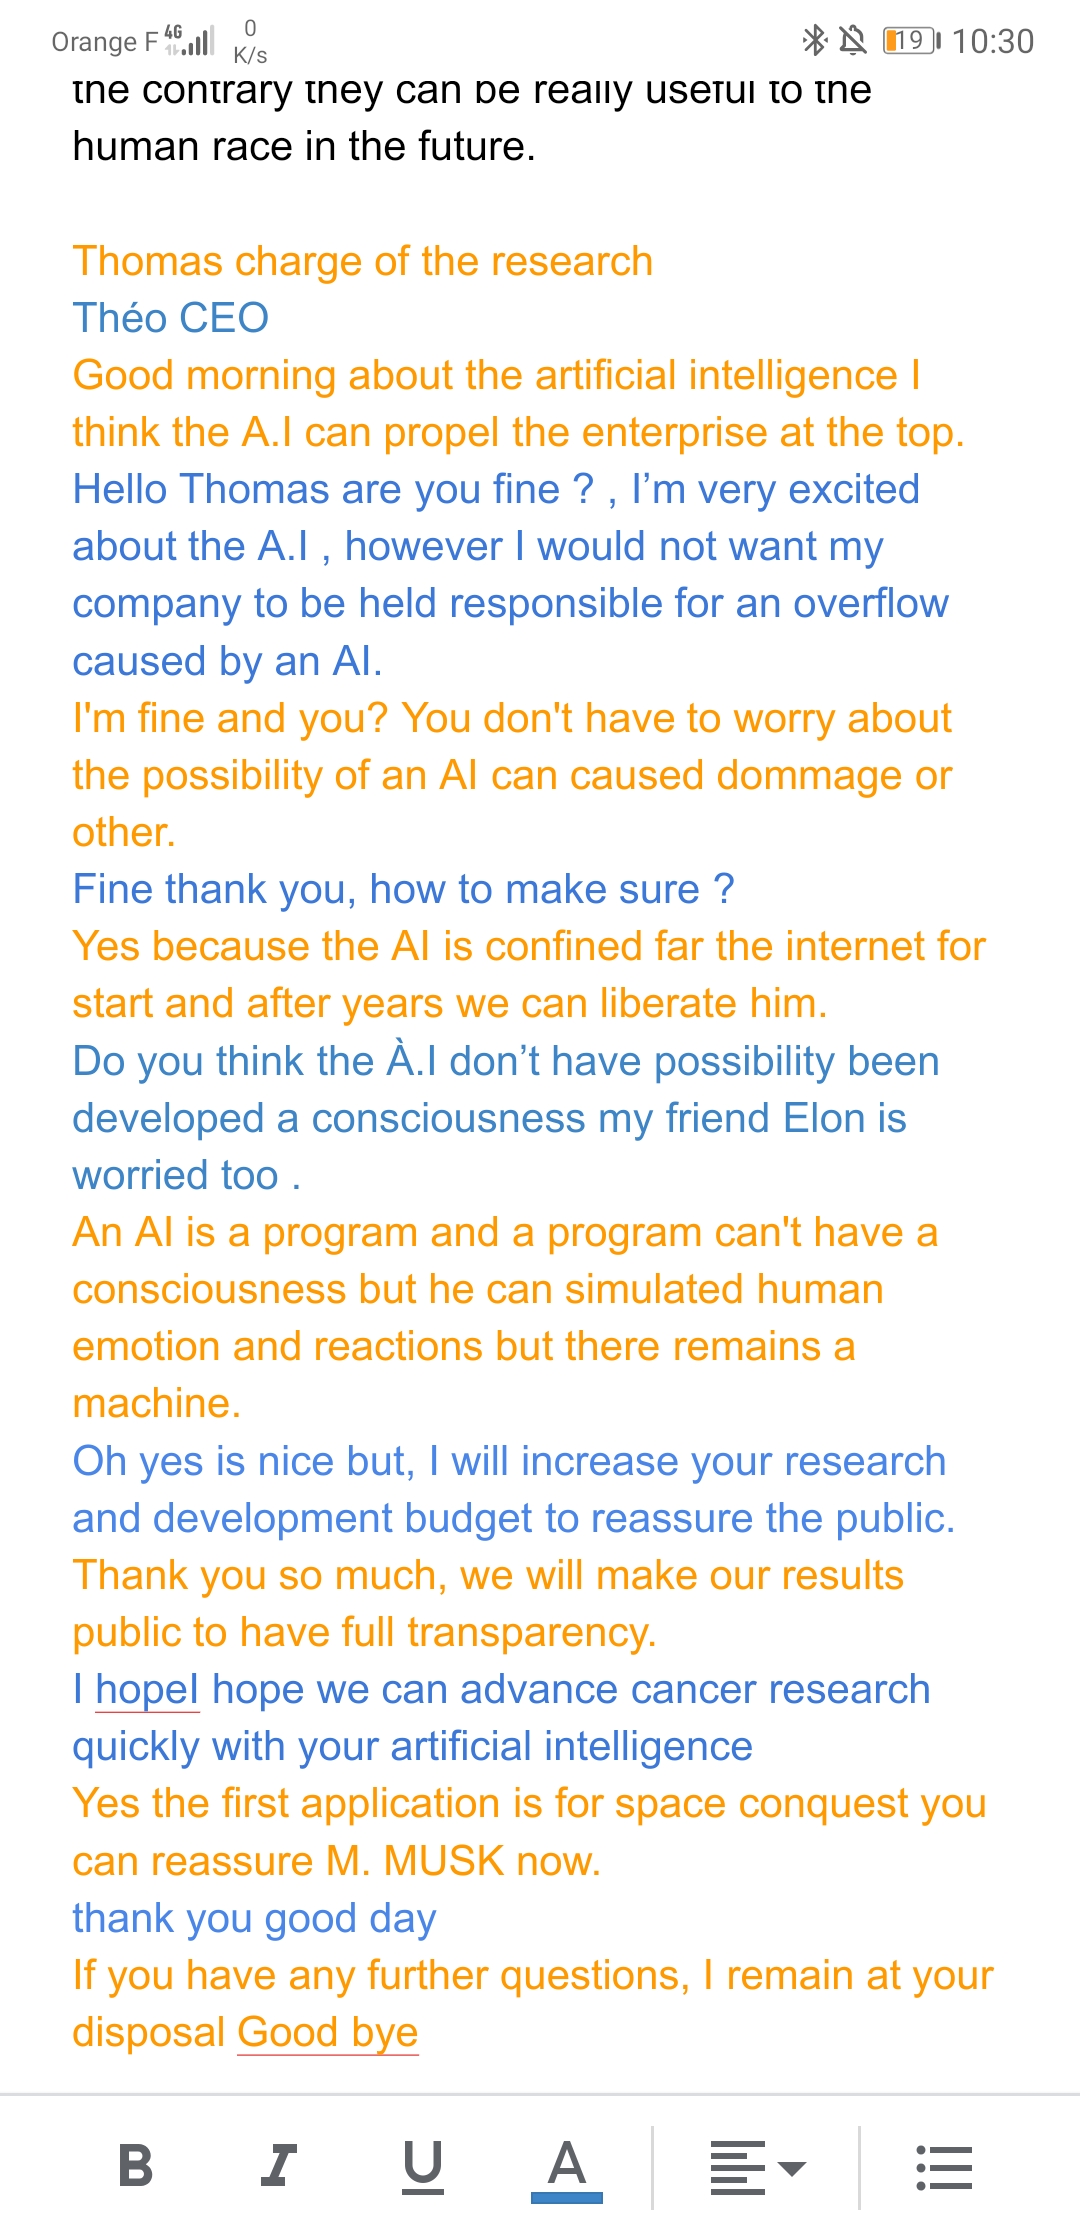 Orange F 4G 0 K/s 19 10:30
the contrary they can be really useful to the
human race in the future.
Thomas charge of the research
Théo CEO
Good morning about the artificial intelligence I
think the A.I can propel the enterprise at the top.
Hello Thomas are you fine ? , I’m very excited
about the A.I , however I would not want my
company to be held responsible for an overflow
caused by an AI.
I'm fine and you? You don't have to worry about
the possibility of an AI can caused dommage or
other.
Fine thank you, how to make sure ?
Yes because the AI is confined far the internet for
start and after years we can liberate him.
Do you think the À.I don’t have possibility been
developed a consciousness my friend Elon is
worried too .
An AI is a program and a program can't have a
consciousness but he can simulated human
emotion and reactions but there remains a
machine.
Oh yes is nice but, I will increase your research
and development budget to reassure the public.
Thank you so much, we will make our results
public to have full transparency.
I hopeI hope we can advance cancer research
quickly with your artificial intelligence
Yes the first application is for space conquest you
can reassure M. MUSK now.
thank you good day
If you have any further questions, I remain at your
disposal Good bye
B I U A